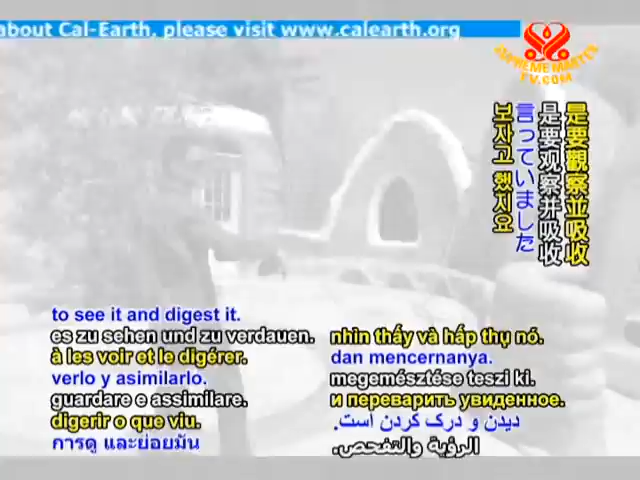 about Cal-Earth, please visit www.calearth.org
SUPREME MASTER
TV.COM
是要觀察並吸收
是要观察并吸收
言っていました
보자고 했지요
to see it and digest it.
es zu sehen und zu verdauen.
à les voir et le digérer.
verlo y asimilarlo.
guardare e assimilare.
digerir o que viu.
การดู และย่อยมัน
nhìn thấy và hấp thụ nó.
dan mencernanya.
megemésztése teszi ki.
и переварить увиденное.
دیدن و درک کردن است.
الرؤية والتفحص.